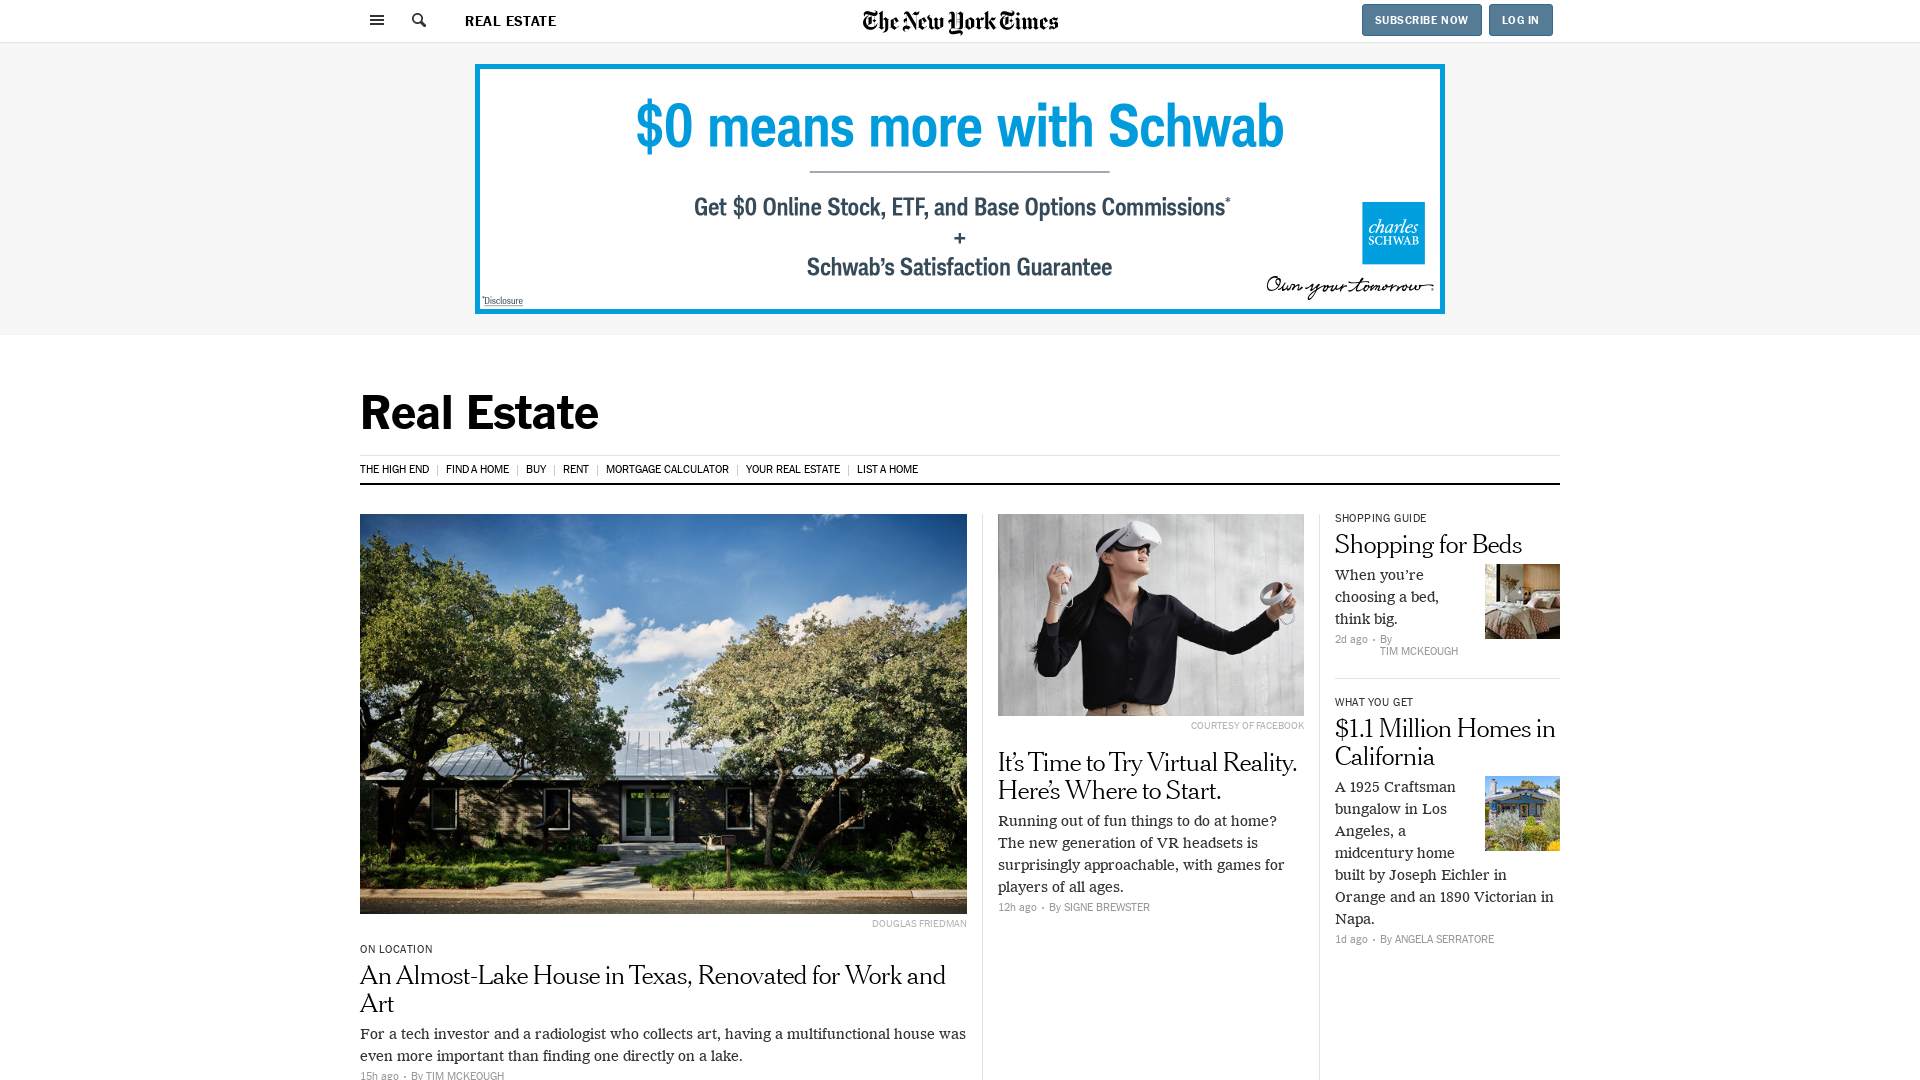 REAL ESTATE
The New York Times
SUBSCRIBE NOW
LOG IN
$0 means more with Schwab
Get $0 Online Stock, ETF, and Base Options Commissions*
+
Schwab's Satisfaction Guarantee
charles
SCHWAB
Own your tomorrow
*Disclosure
Real Estate
THE HIGH END
FIND A HOME
BUY
RENT
MORTGAGE CALCULATOR
YOUR REAL ESTATE
LIST A HOME
DOUGLAS FRIEDMAN
ON LOCATION
An Almost-Lake House in Texas, Renovated for Work and
Art
For a tech investor and a radiologist who collects art, having a multifunctional house was
even more important than finding one directly on a lake.
15h ago • By TIM MCKEOUGH
COURTESY OF FACEBOOK
It's Time to Try Virtual Reality.
Here's Where to Start.
Running out of fun things to do at home?
The new generation of VR headsets is
surprisingly approachable, with games for
players of all ages.
12h ago • By SIGNE BREWSTER
SHOPPING GUIDE
Shopping for Beds
When you're
choosing a bed,
think big.
2d ago • By
TIM MCKEOUGH
WHAT YOU GET
$1.1 Million Homes in
California
A 1925 Craftsman
bungalow in Los
Angeles, a
midcentury home
built by Joseph Eichler in
Orange and an 1890 Victorian in
Napa.
1d ago • By ANGELA SERRATORE